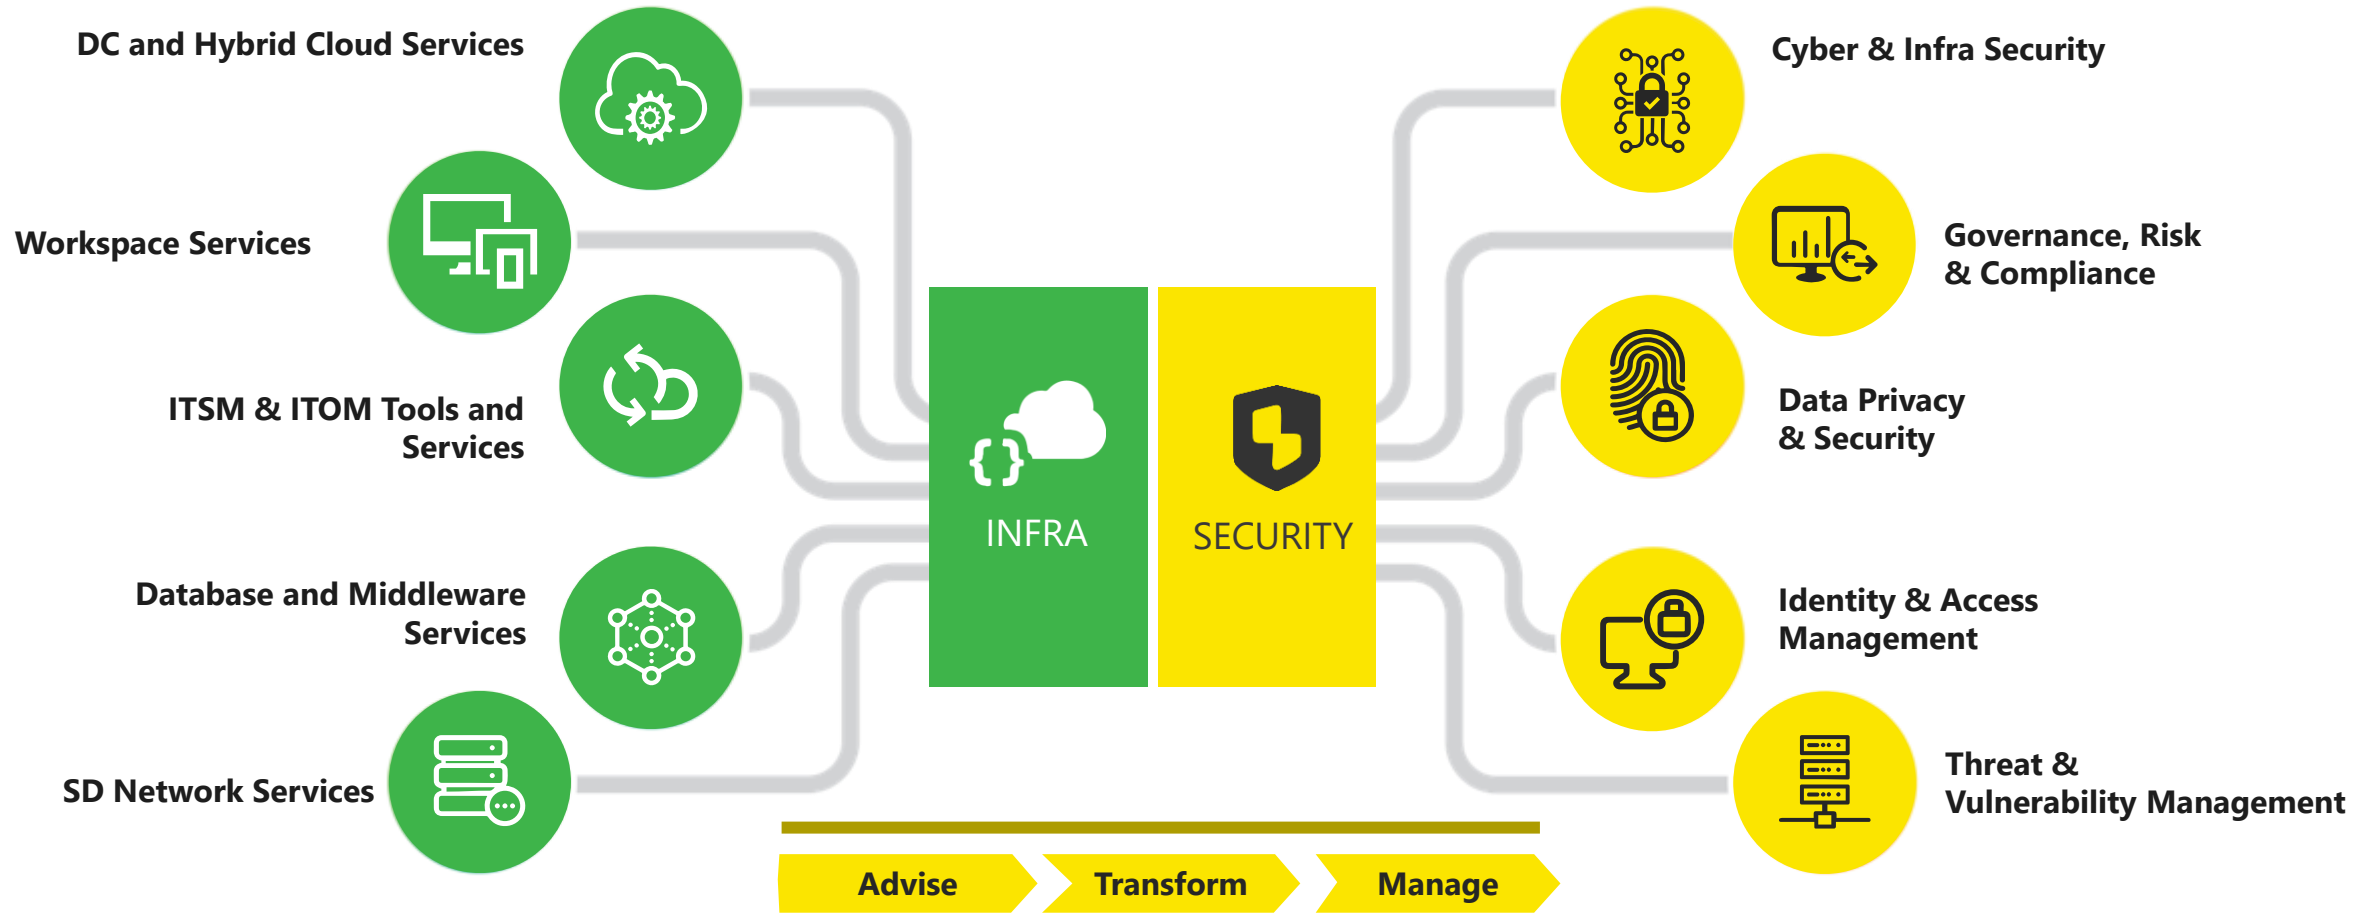 DC and Hybrid Cloud Services
Workspace Services
ITSM & ITOM Tools and
Services
Database and Middleware
Services
SD Network Services
{ }
INFRA
SECURITY
Cyber & Infra Security
Governance, Risk
& Compliance
Data Privacy
& Security
Identity & Access
Management
Threat &
Vulnerability Management
Advise
Transform
Manage